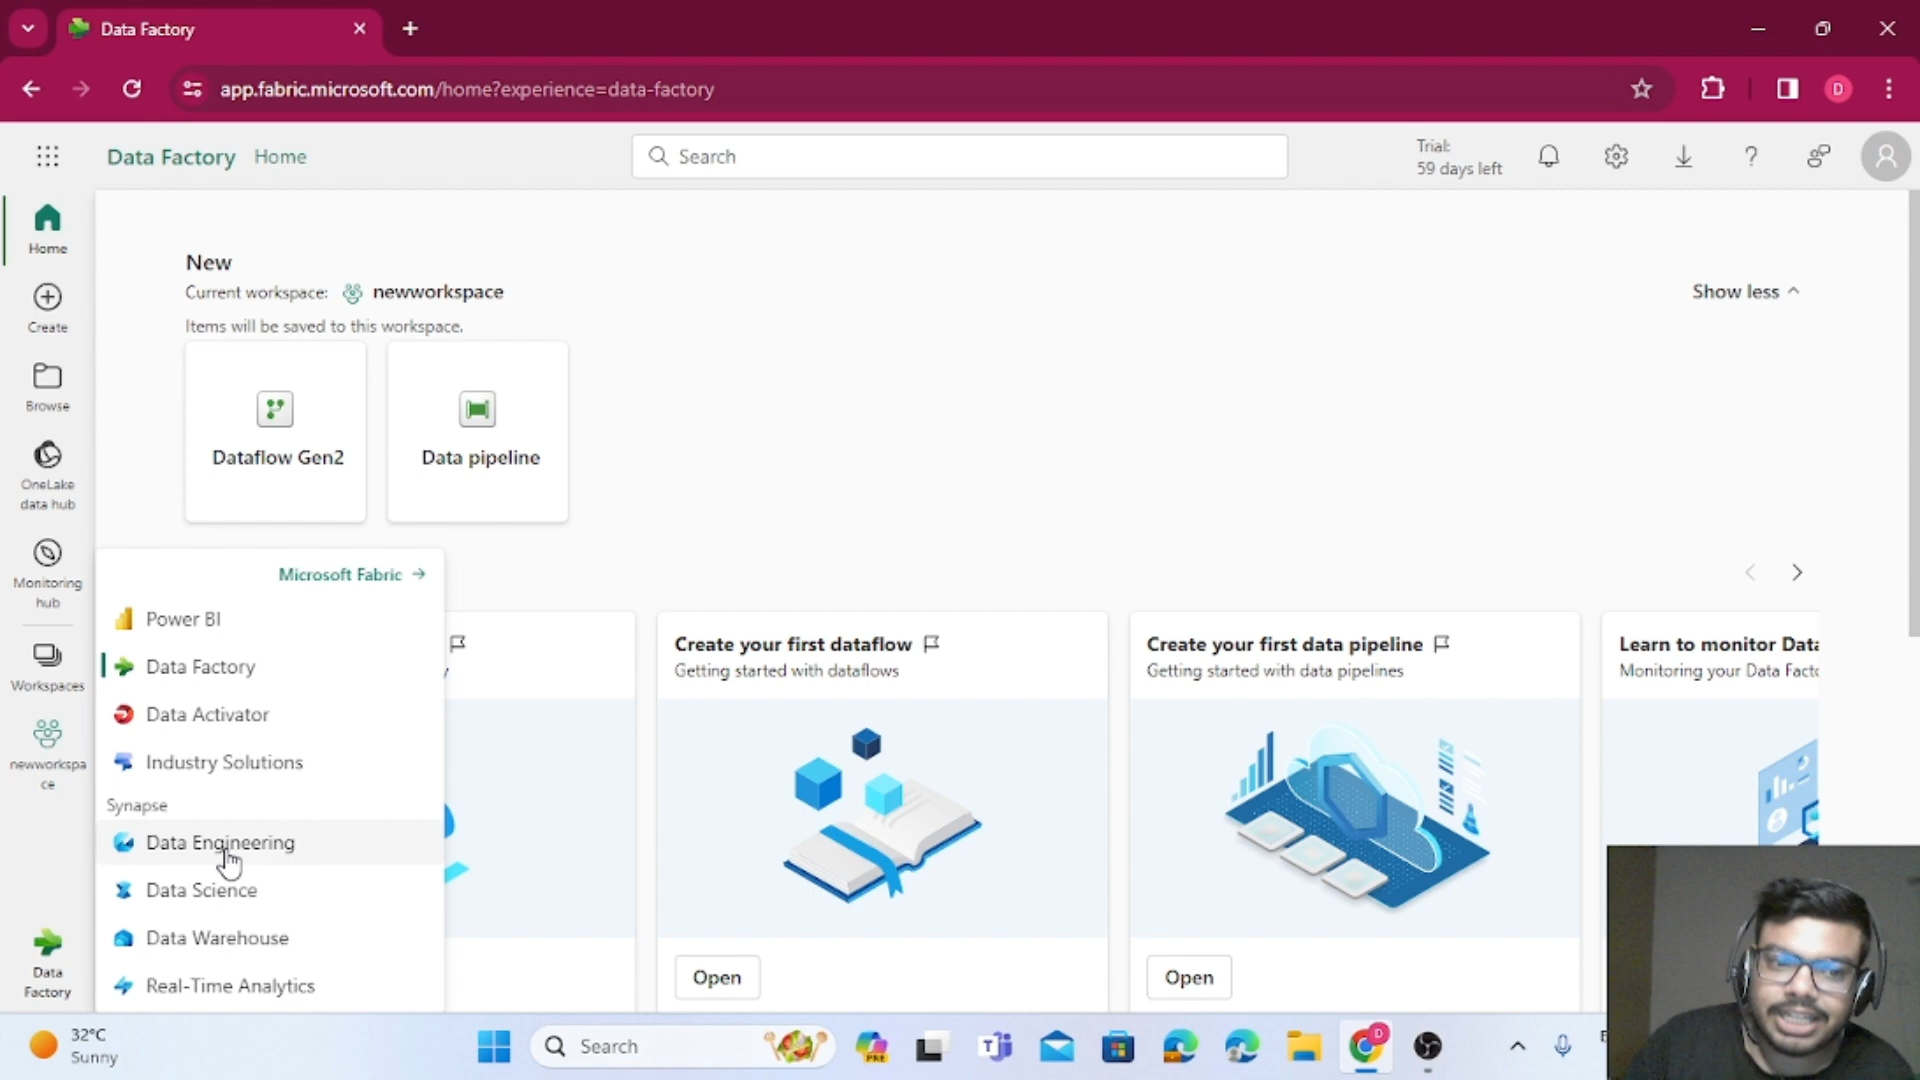 Data Factory
app.fabric.microsoft.com/home?experience=data-factory
D
Data Factory Home
Search
Trial:
59 days left
Home
Create
Browse
OneLake
data hub
Monitoring
hub
Workspaces
newworkspa
ce
Data
Factory
New
Current workspace: newworkspace
Items will be saved to this workspace.
Show less
Dataflow Gen2
Data pipeline
Microsoft Fabric
Power BI
Data Factory
Data Activator
Industry Solutions
Synapse
Data Engineering
Data Science
Data Warehouse
Real-Time Analytics
Create your first dataflow
Getting started with dataflows
Open
Create your first data pipeline
Getting started with data pipelines
Open
Learn to monitor Data
Monitoring your Data Facto
32°C
Sunny
Search
PRE
D